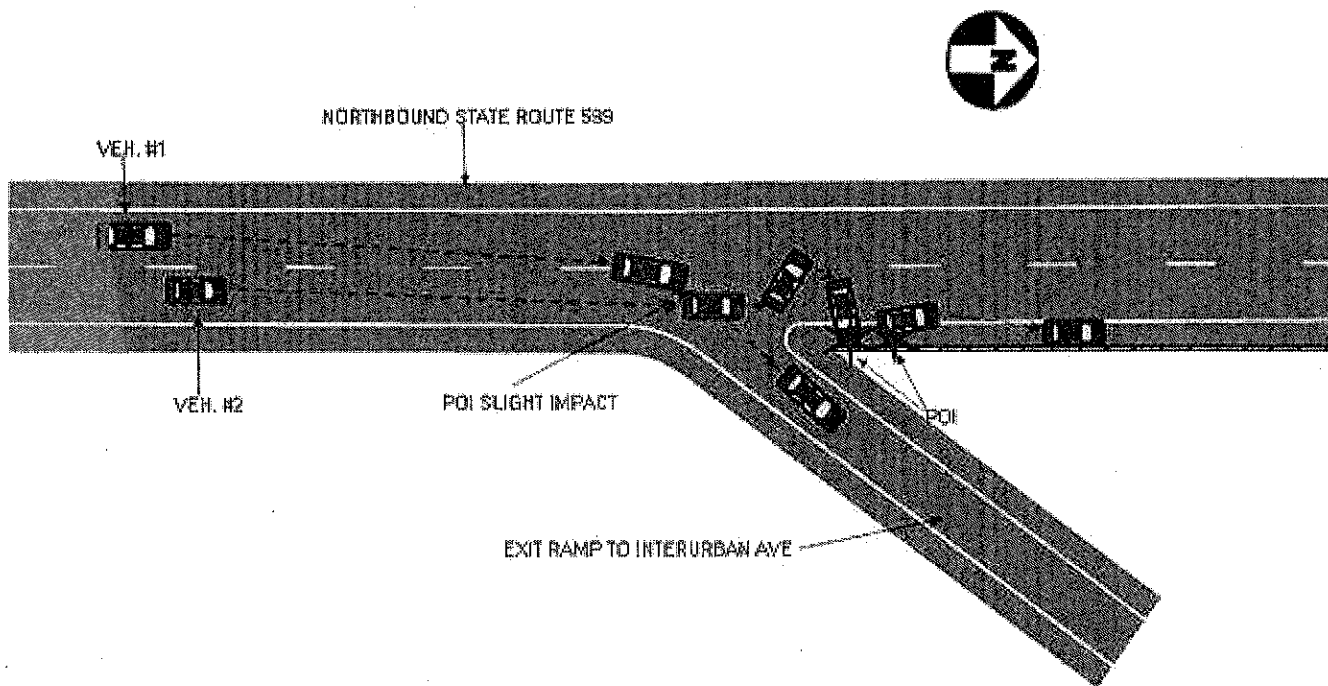 N
NORTHBOUND STATE ROUTE 599
VEH. #1
VEH. #2
POI SLIGHT IMPACT
POI
EXIT RAMP TO INTERURBAN AVE